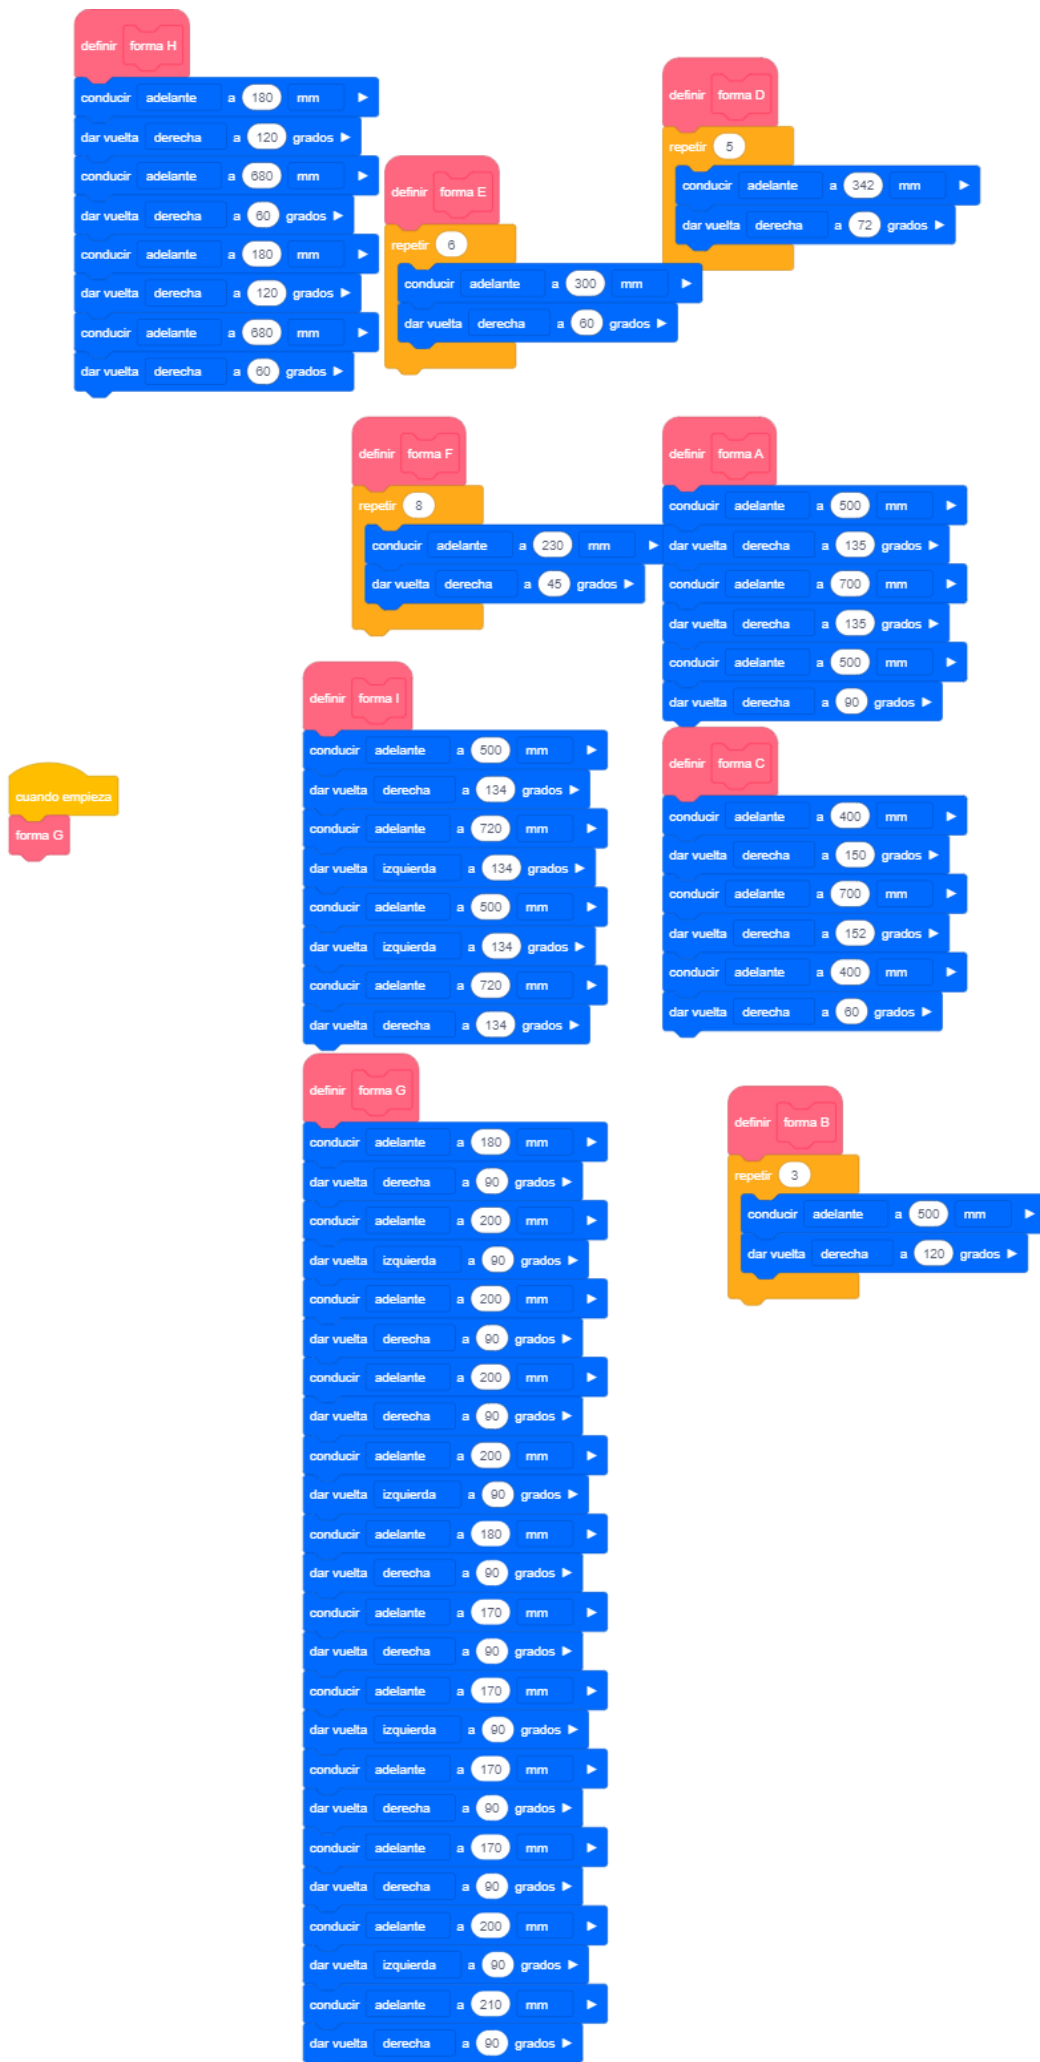 definir forma H
conducir adelante a 180 mm
dar vuelta derecha a 120 grados
conducir adelante a 680 mm
dar vuelta derecha a 60 grados
conducir adelante a 180 mm
dar vuelta derecha a 120 grados
conducir adelante a 680 mm
dar vuelta derecha a 60 grados
definir forma E
repetir 6
conducir adelante a 300 mm
dar vuelta derecha a 60 grados
definir forma D
repetir 5
conducir adelante a 342 mm
dar vuelta derecha a 72 grados
definir forma F
repetir 8
conducir adelante a 230 mm
dar vuelta derecha a 45 grados
definir forma A
conducir adelante a 500 mm
dar vuelta derecha a 135 grados
conducir adelante a 700 mm
dar vuelta derecha a 135 grados
conducir adelante a 500 mm
dar vuelta derecha a 90 grados
cuando empieza
forma G
definir forma I
conducir adelante a 500 mm
dar vuelta derecha a 134 grados
conducir adelante a 720 mm
dar vuelta izquierda a 134 grados
conducir adelante a 500 mm
dar vuelta izquierda a 134 grados
conducir adelante a 720 mm
dar vuelta derecha a 134 grados
definir forma C
conducir adelante a 400 mm
dar vuelta derecha a 150 grados
conducir adelante a 700 mm
dar vuelta derecha a 152 grados
conducir adelante a 400 mm
dar vuelta derecha a 60 grados
definir forma G
conducir adelante a 180 mm
dar vuelta derecha a 90 grados
conducir adelante a 200 mm
dar vuelta izquierda a 90 grados
conducir adelante a 200 mm
dar vuelta derecha a 90 grados
conducir adelante a 200 mm
dar vuelta derecha a 90 grados
conducir adelante a 200 mm
dar vuelta izquierda a 90 grados
conducir adelante a 180 mm
dar vuelta derecha a 90 grados
conducir adelante a 170 mm
dar vuelta derecha a 90 grados
conducir adelante a 170 mm
dar vuelta izquierda a 90 grados
conducir adelante a 170 mm
dar vuelta derecha a 90 grados
conducir adelante a 170 mm
dar vuelta derecha a 90 grados
conducir adelante a 200 mm
dar vuelta izquierda a 90 grados
conducir adelante a 210 mm
dar vuelta derecha a 90 grados
definir forma B
repetir 3
conducir adelante a 500 mm
dar vuelta derecha a 120 grados